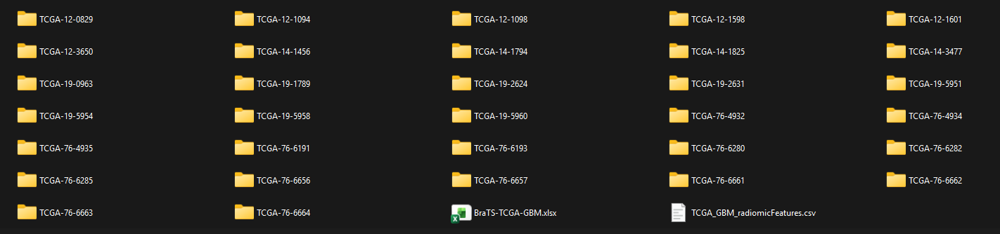 TCGA-12-0829 TCGA-12-1094 TCGA-12-1098 TCGA-12-1598 TCGA-12-1601
TCGA-12-3650 TCGA-14-1456 TCGA-14-1794 TCGA-14-1825 TCGA-14-3477
TCGA-19-0963 TCGA-19-1789 TCGA-19-2624 TCGA-19-2631 TCGA-19-5951
TCGA-19-5954 TCGA-19-5958 TCGA-19-5960 TCGA-76-4932 TCGA-76-4934
TCGA-76-4935 TCGA-76-6191 TCGA-76-6193 TCGA-76-6280 TCGA-76-6282
TCGA-76-6285 TCGA-76-6656 TCGA-76-6657 TCGA-76-6661 TCGA-76-6662
TCGA-76-6663 TCGA-76-6664 BraTS-TCGA-GBM.xlsx TCGA_GBM_radiomicFeatures.csv